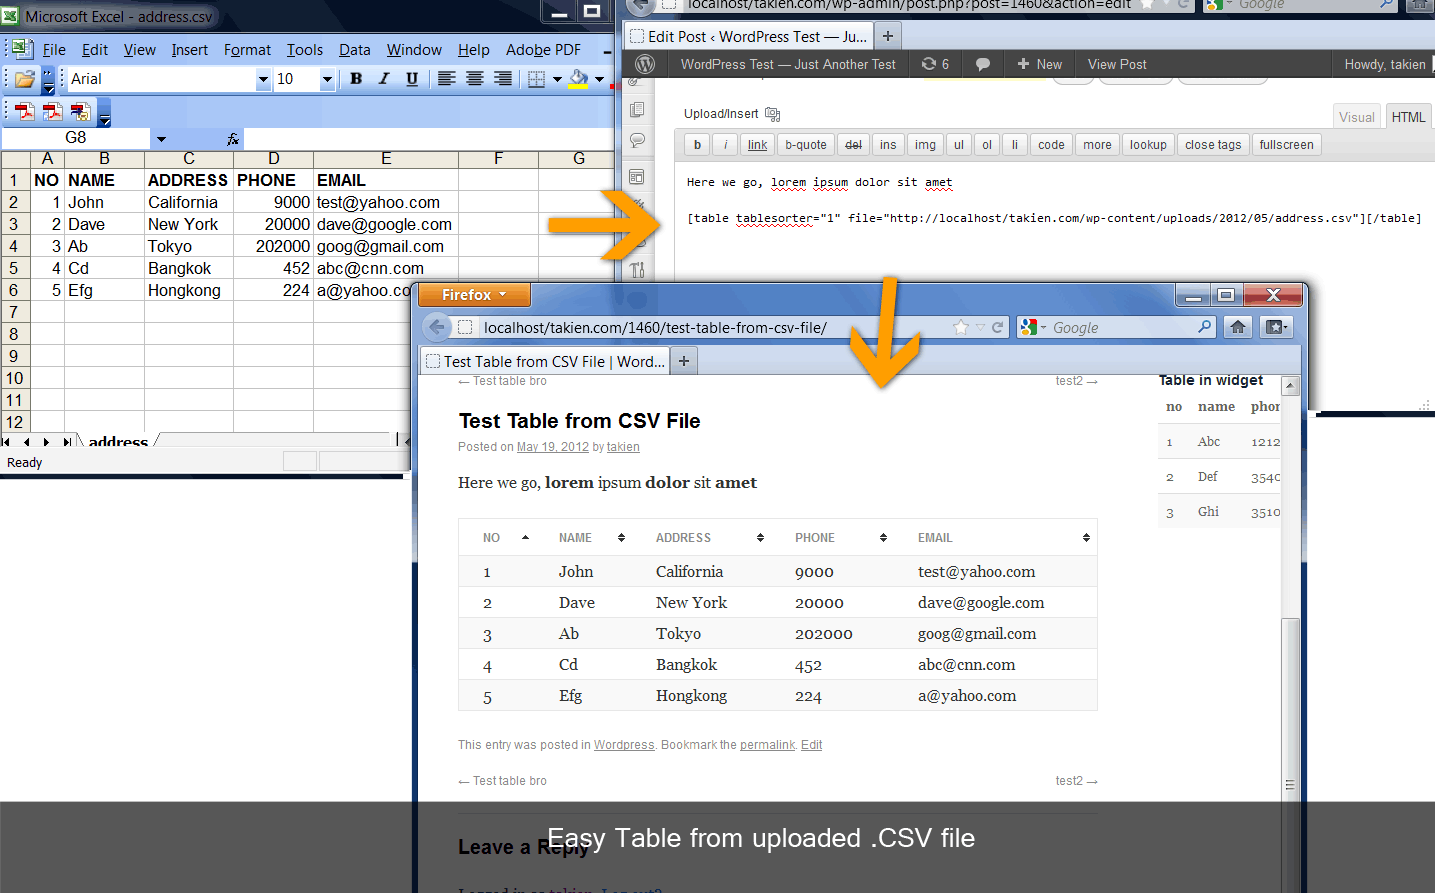 Microsoft Excel - address.csv
File Edit View Insert Format Tools Data Window Help Adobe PDF
Arial 10 B I U
G8 fx
A B C D E F G
1 NO NAME ADDRESS PHONE EMAIL
2 1 John California 9000 test@yahoo.com
3 2 Dave New York 20000 dave@google.com
4 3 Ab Tokyo 202000 goog@gmail.com
5 4 Cd Bangkok 452 abc@cnn.com
6 5 Efg Hongkong 224 a@yahoo.co
7
8
9
10
11
12
address
Ready
localhost/takien.com/wp-admin/post.php?post=1460&action=edit Google
Edit Post ‹ WordPress Test — Ju...
WordPress Test — Just Another Test 6 New View Post Howdy, takien
Upload/Insert
Visual HTML
b i link b-quote del ins img ul ol li code more lookup close tags fullscreen
Here we go, lorem ipsum dolor sit amet
[table tablesorter="1" file="http://localhost/takien.com/wp-content/uploads/2012/05/address.csv"][/table]
Firefox
localhost/takien.com/1460/test-table-from-csv-file/ Google
Test Table from CSV File | Word...
← Test table bro test2 →
Test Table from CSV File
Posted on May 19, 2012 by takien
Here we go, lorem ipsum dolor sit amet
NO NAME ADDRESS PHONE EMAIL
1 John California 9000 test@yahoo.com
2 Dave New York 20000 dave@google.com
3 Ab Tokyo 202000 goog@gmail.com
4 Cd Bangkok 452 abc@cnn.com
5 Efg Hongkong 224 a@yahoo.com
This entry was posted in Wordpress. Bookmark the permalink. Edit
← Test table bro test2 →
Table in widget
no name phon
1 Abc 1212
2 Def 3540
3 Ghi 3510
Leave a Reply
Easy Table from uploaded .CSV file
Logged in as takien. Log out?